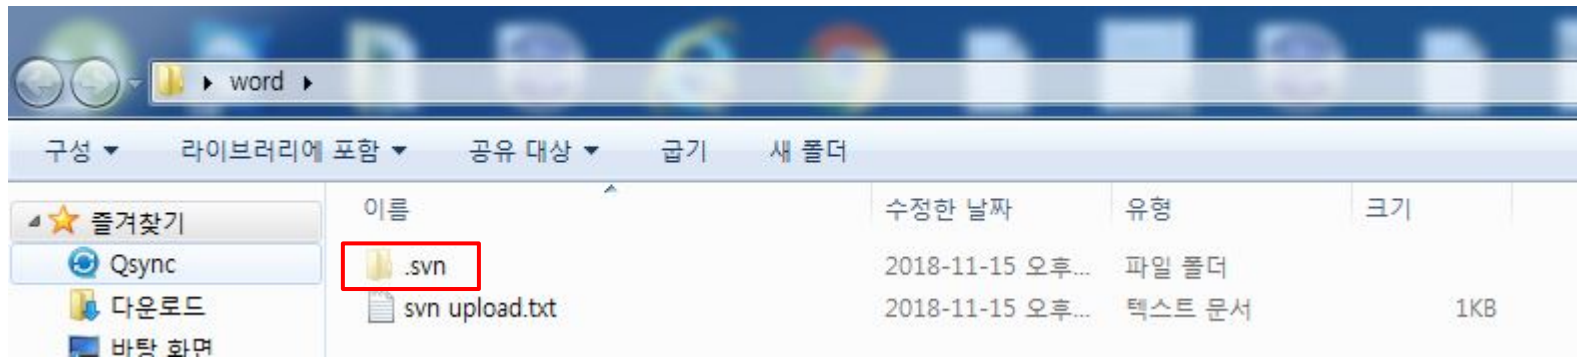 word
구성 라이브러리에 포함 공유 대상 굽기 새 폴더
이름 수정한 날짜 유형 크기
즐겨찾기
Qsync
다운로드
바탕 화면
.svn 2018-11-15 오후... 파일 폴더
svn upload.txt 2018-11-15 오후... 텍스트 문서 1KB